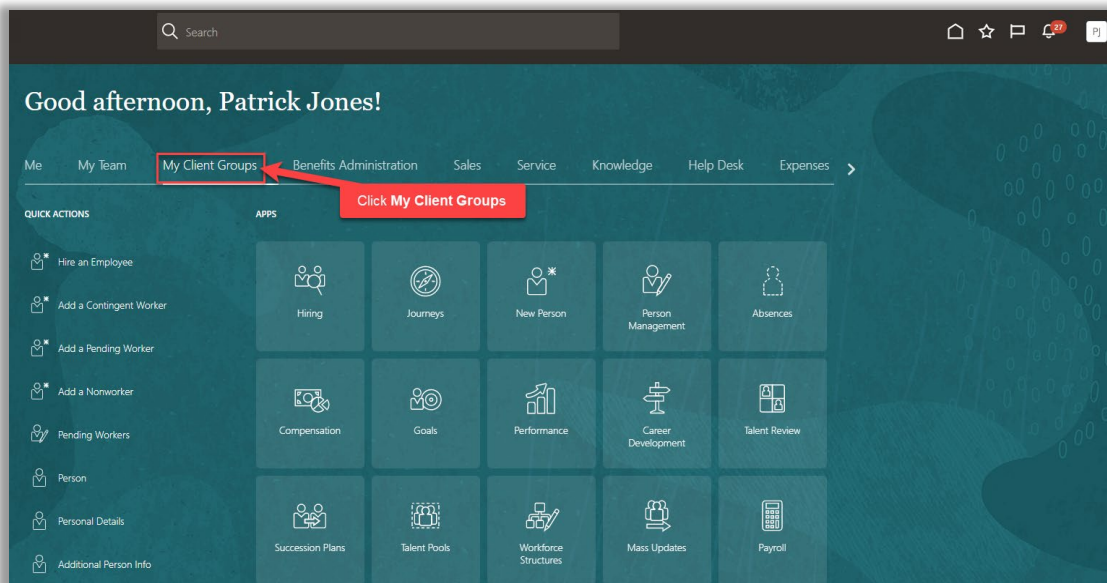 Search
27
PJ
Good afternoon, Patrick Jones!
Me My Team My Client Groups Benefits Administration Sales Service Knowledge Help Desk Expenses
Click My Client Groups
QUICK ACTIONS
Hire an Employee
Add a Contingent Worker
Add a Pending Worker
Add a Nonworker
Pending Workers
Person
Personal Details
Additional Person Info
APPS
Hiring
Journeys
New Person
Person
Management
Absences
Compensation
Goals
Performance
Career
Development
Talent Review
Succession Plans
Talent Pools
Workforce
Structures
Mass Updates
Payroll